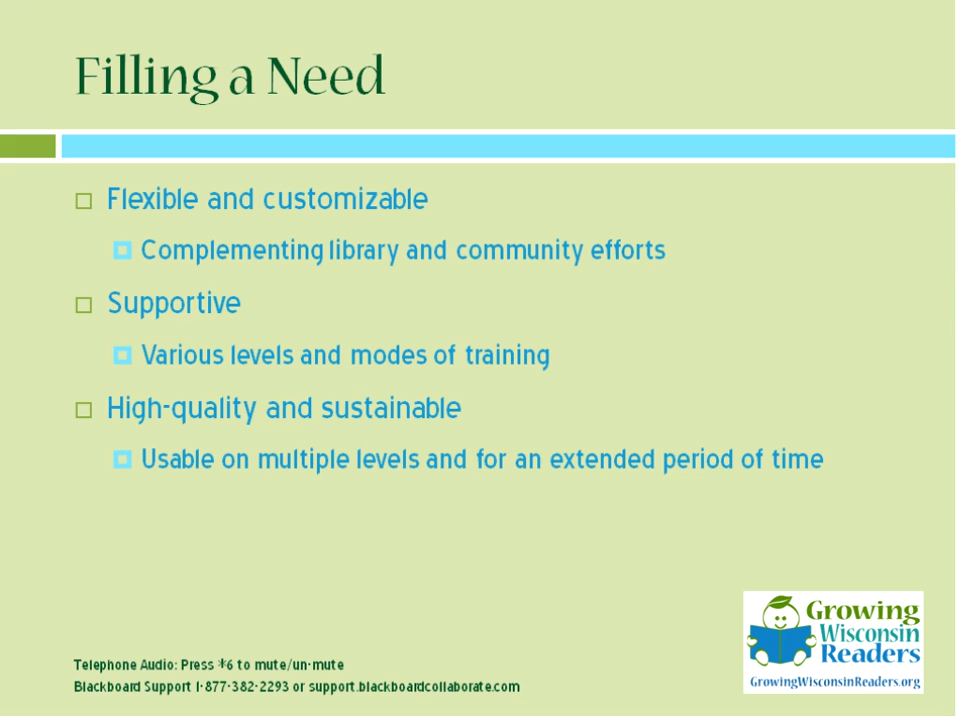 Filling a Need
Flexible and customizable
Complementing library and community efforts
Supportive
Various levels and modes of training
High-quality and sustainable
Usable on multiple levels and for an extended period of time
Growing
Wisconsin
Readers
GrowingWisconsinReaders.org
Telephone Audio: Press *6 to mute/un-mute
Blackboard Support 1-877-382-2293 or support.blackboardcollaborate.com